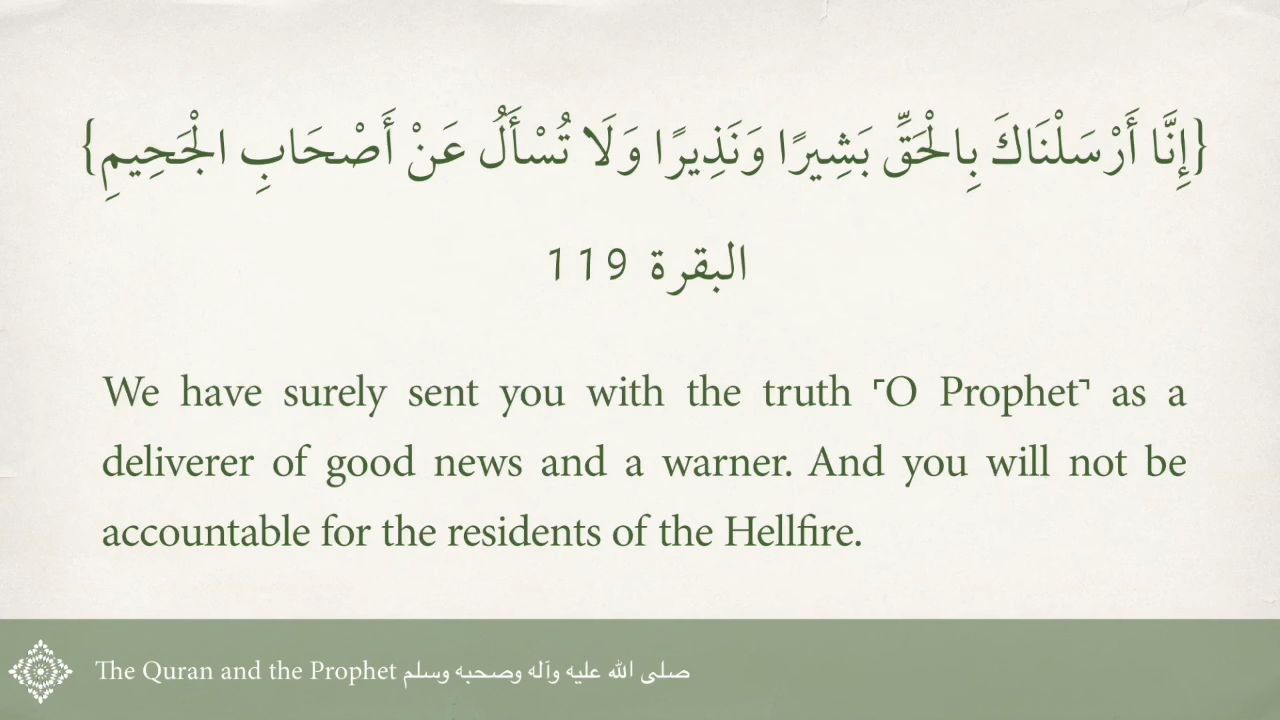 {إِنَّا أَرْسَلْنَاكَ بِالْحَقِّ بَشِيرًا وَنَذِيرًا وَلَا تُسْأَلُ عَنْ أَصْحَابِ الْجَحِيمِ}
البقرة 119
We have surely sent you with the truth ⌜O Prophet⌝ as a
deliverer of good news and a warner. And you will not be
accountable for the residents of the Hellfire.
The Quran and the Prophet صلى الله عليه وآله وصحبه وسلم